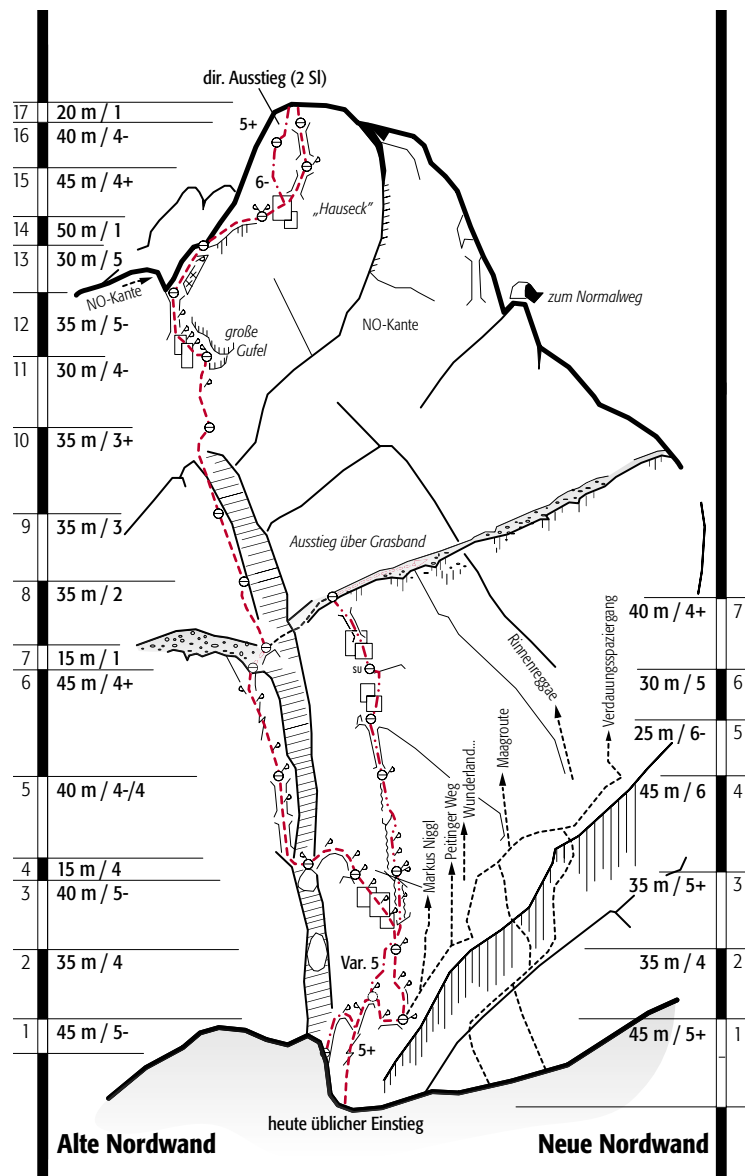 dir. Ausstieg (2 Sl)
17 20 m / 1
5+
16 40 m / 4-
6-
15 45 m / 4+
„Hauseck"
14 50 m / 1
13 30 m / 5
NO-Kante
zum Normalweg
12 35 m / 5-
große
Gufel
NO-Kante
11 30 m / 4-
10 35 m / 3+
9 35 m / 3
Ausstieg über Grasband
8 35 m / 2
40 m / 4+ 7
7 15 m / 1
6 45 m / 4+
su
30 m / 5 6
Rinnenreggae
Verdauungsspaziergang
25 m / 6- 5
5 40 m / 4-/4
45 m / 6 4
Markus Niggl
Peitinger Weg
Wunderland...
Maagroute
4 15 m / 4
3 40 m / 5-
35 m / 5+ 3
2 35 m / 4
Var. 5
35 m / 4 2
1 45 m / 5-
5+
45 m / 5+ 1
heute üblicher Einstieg
Alte Nordwand
Neue Nordwand